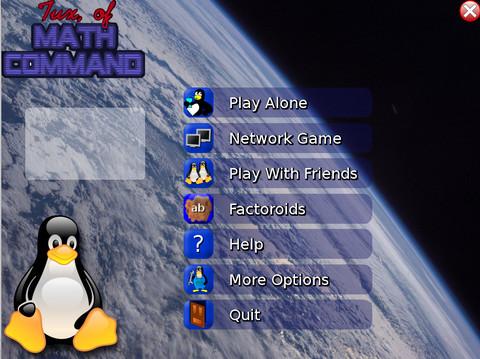 Tux, of
MATH
COMMAND
Play Alone
Network Game
Play With Friends
ab
Factoroids
?
Help
More Options
Quit